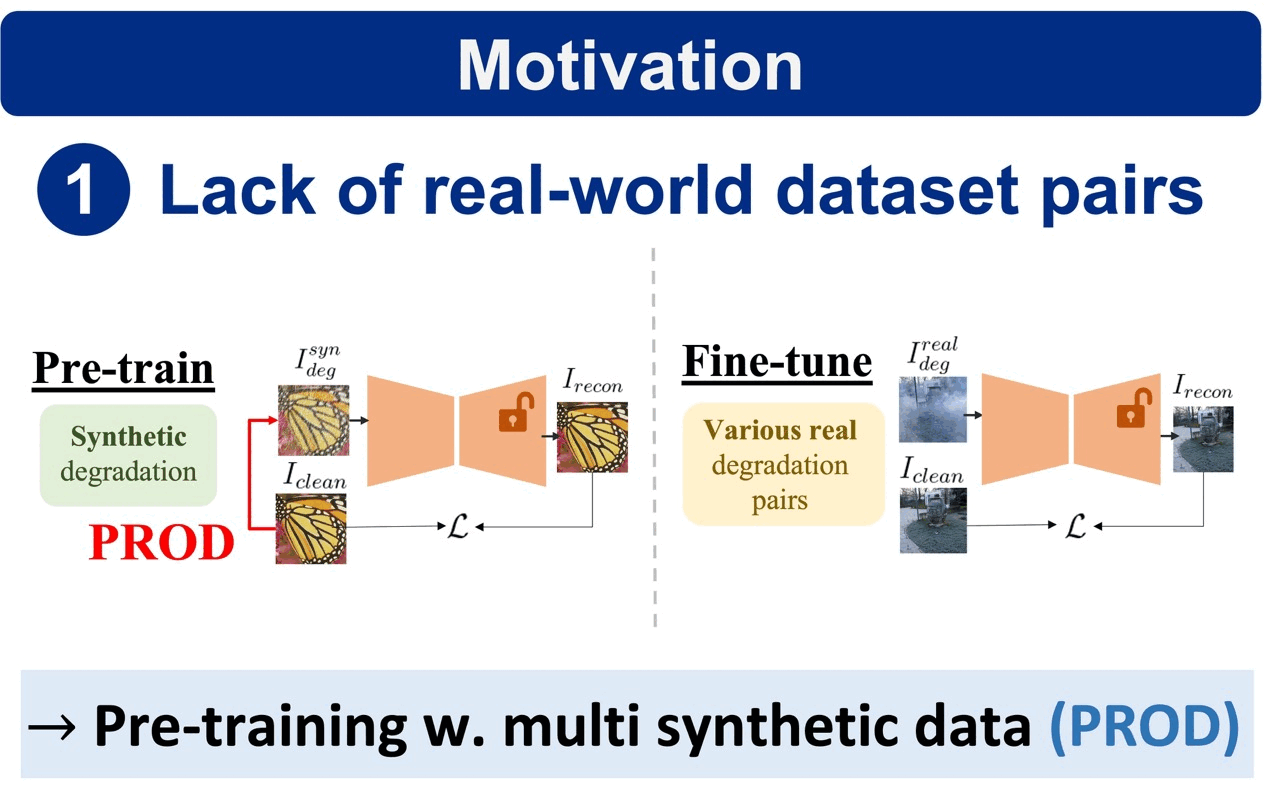 Motivation
1 Lack of real-world dataset pairs
Pre-train
Synthetic
degradation
PROD
I_{deg}^{syn}
I_{clean}
I_{recon}
ℒ
Fine-tune
Various real
degradation
pairs
I_{deg}^{real}
I_{clean}
I_{recon}
ℒ
→ Pre-training w. multi synthetic data (PROD)